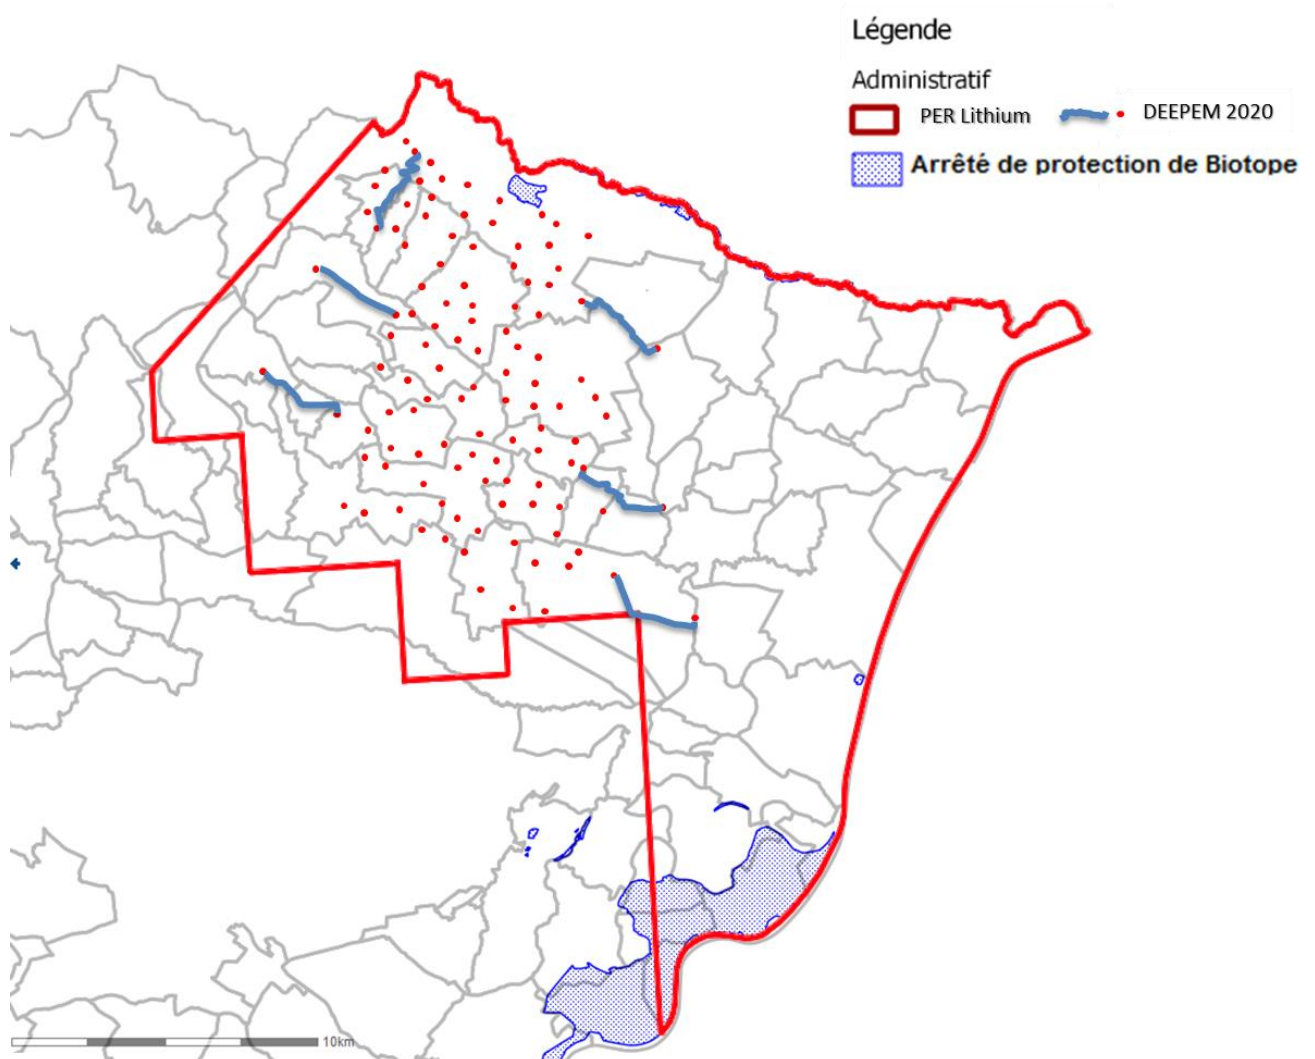 Légende
Administratif
PER Lithium
DEEPEM 2020
Arrêté de protection de Biotope
10km